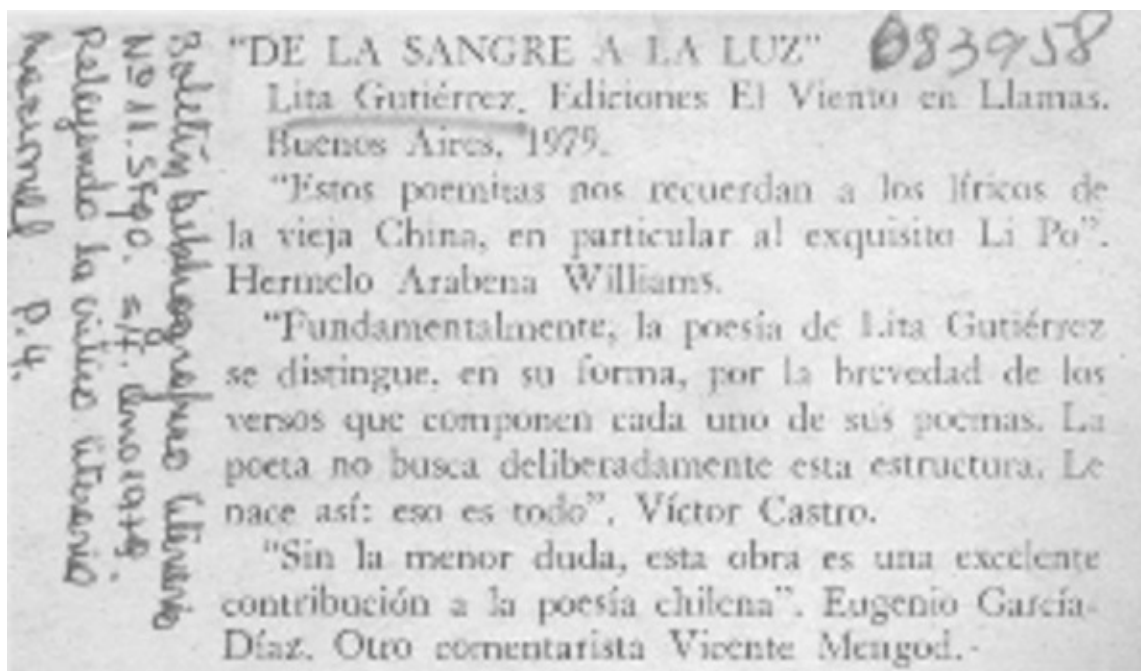 "DE LA SANGRE A LA LUZ" 083958
Lita Gutiérrez. Ediciones El Viento en Llamas.
Buenos Aires, 1979.
"Estos poemitas nos recuerdan a los líricos de
la vieja China, en particular al exquisito Li Po".
Hermelo Arabena Williams.
"Fundamentalmente, la poesía de Lita Gutiérrez
se distingue, en su forma, por la brevedad de los
versos que componen cada uno de sus poemas. La
poeta no busca deliberadamente esta estructura. Le
nace así: eso es todo". Víctor Castro.
"Sin la menor duda, esta obra es una excelente
contribución a la poesía chilena". Eugenio García-
Díaz. Otro comentarista Vicente Mengod.-
Boletín bibliográfico literario
Nº 11. Stgo. s/f.
Releyendo la crítica literaria
nacional P.4.